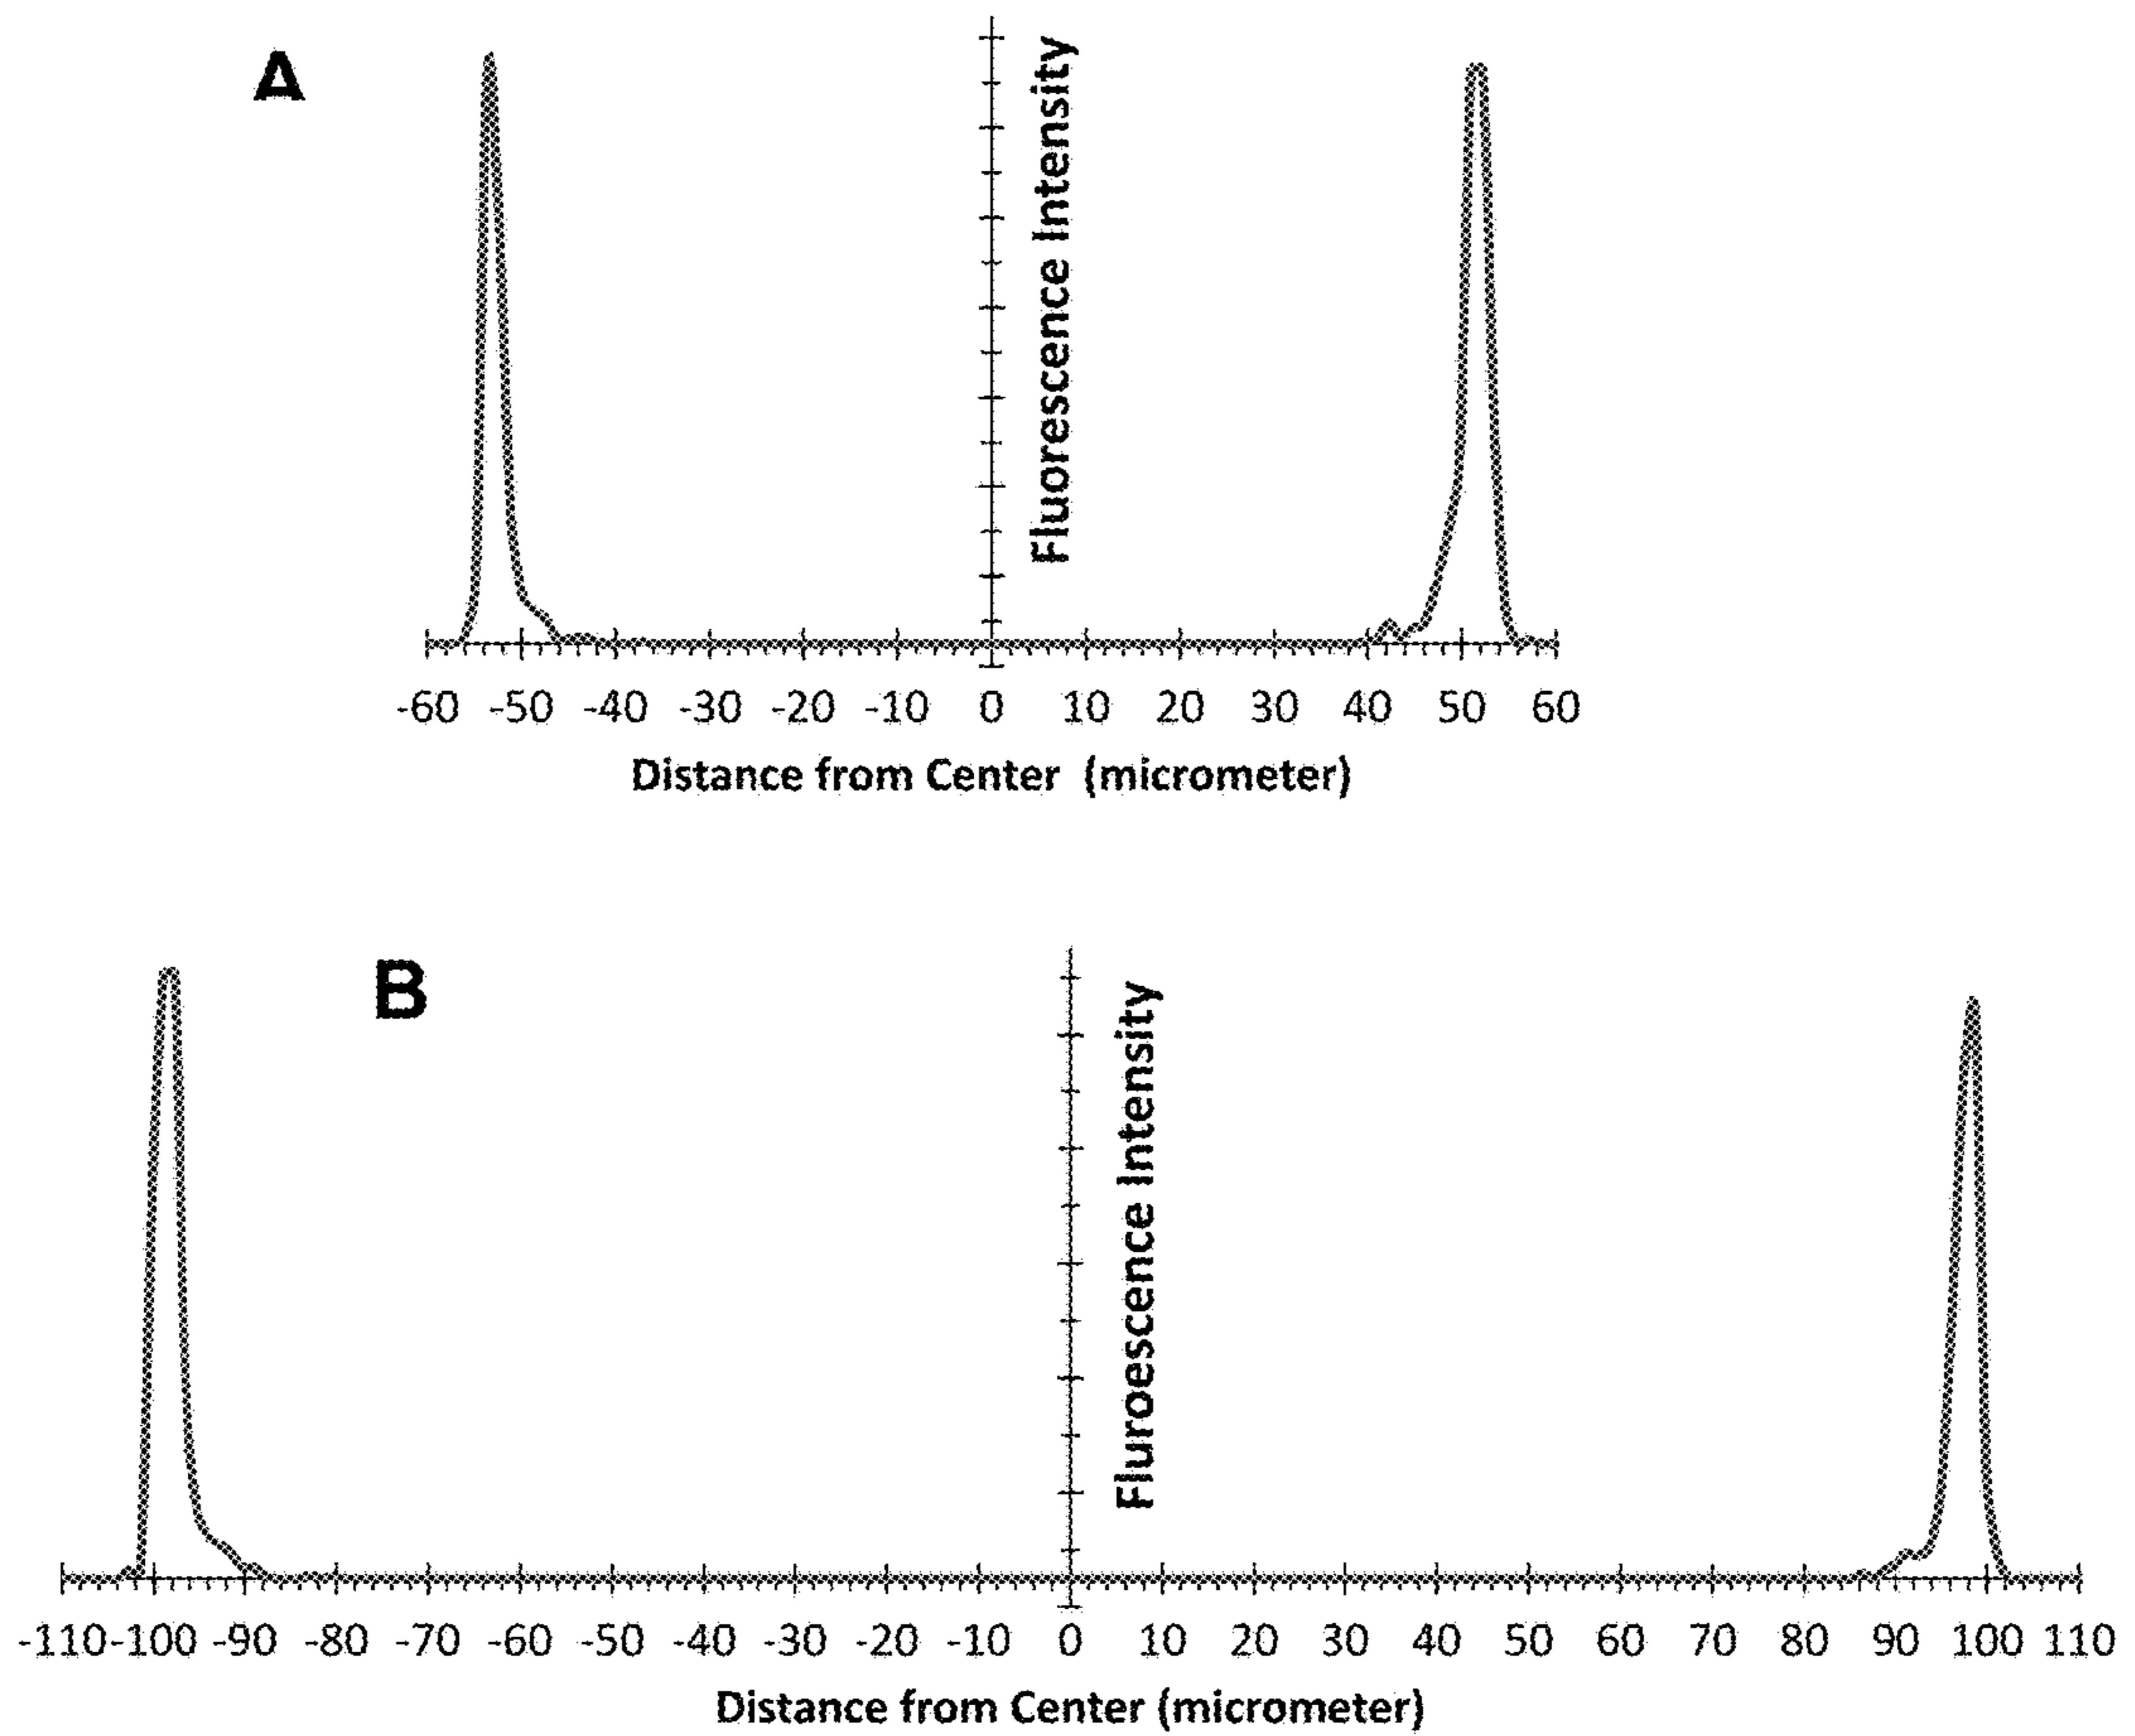 A
Fluorescence Intensity
-60 -50 -40 -30 -20 -10 0 10 20 30 40 50 60
Distance from Center (micrometer)
B
Fluroescence Intensity
-110 -100 -90 -80 -70 -60 -50 -40 -30 -20 -10 0 10 20 30 40 50 60 70 80 90 100 110
Distance from Center (micrometer)